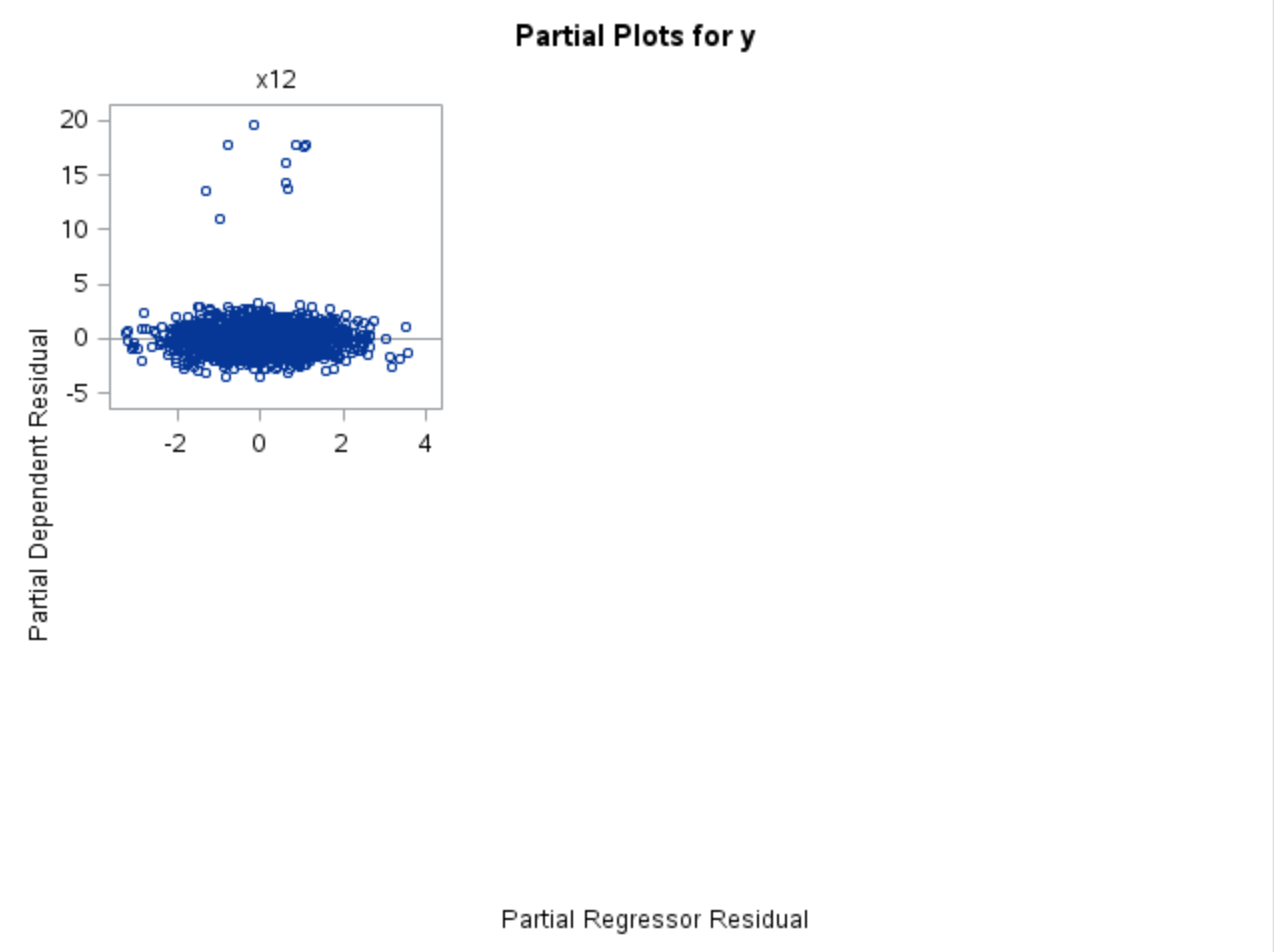 Partial Plots for y
x12
20
15
10
5
0
-5
-2 0 2 4
Partial Dependent Residual
Partial Regressor Residual